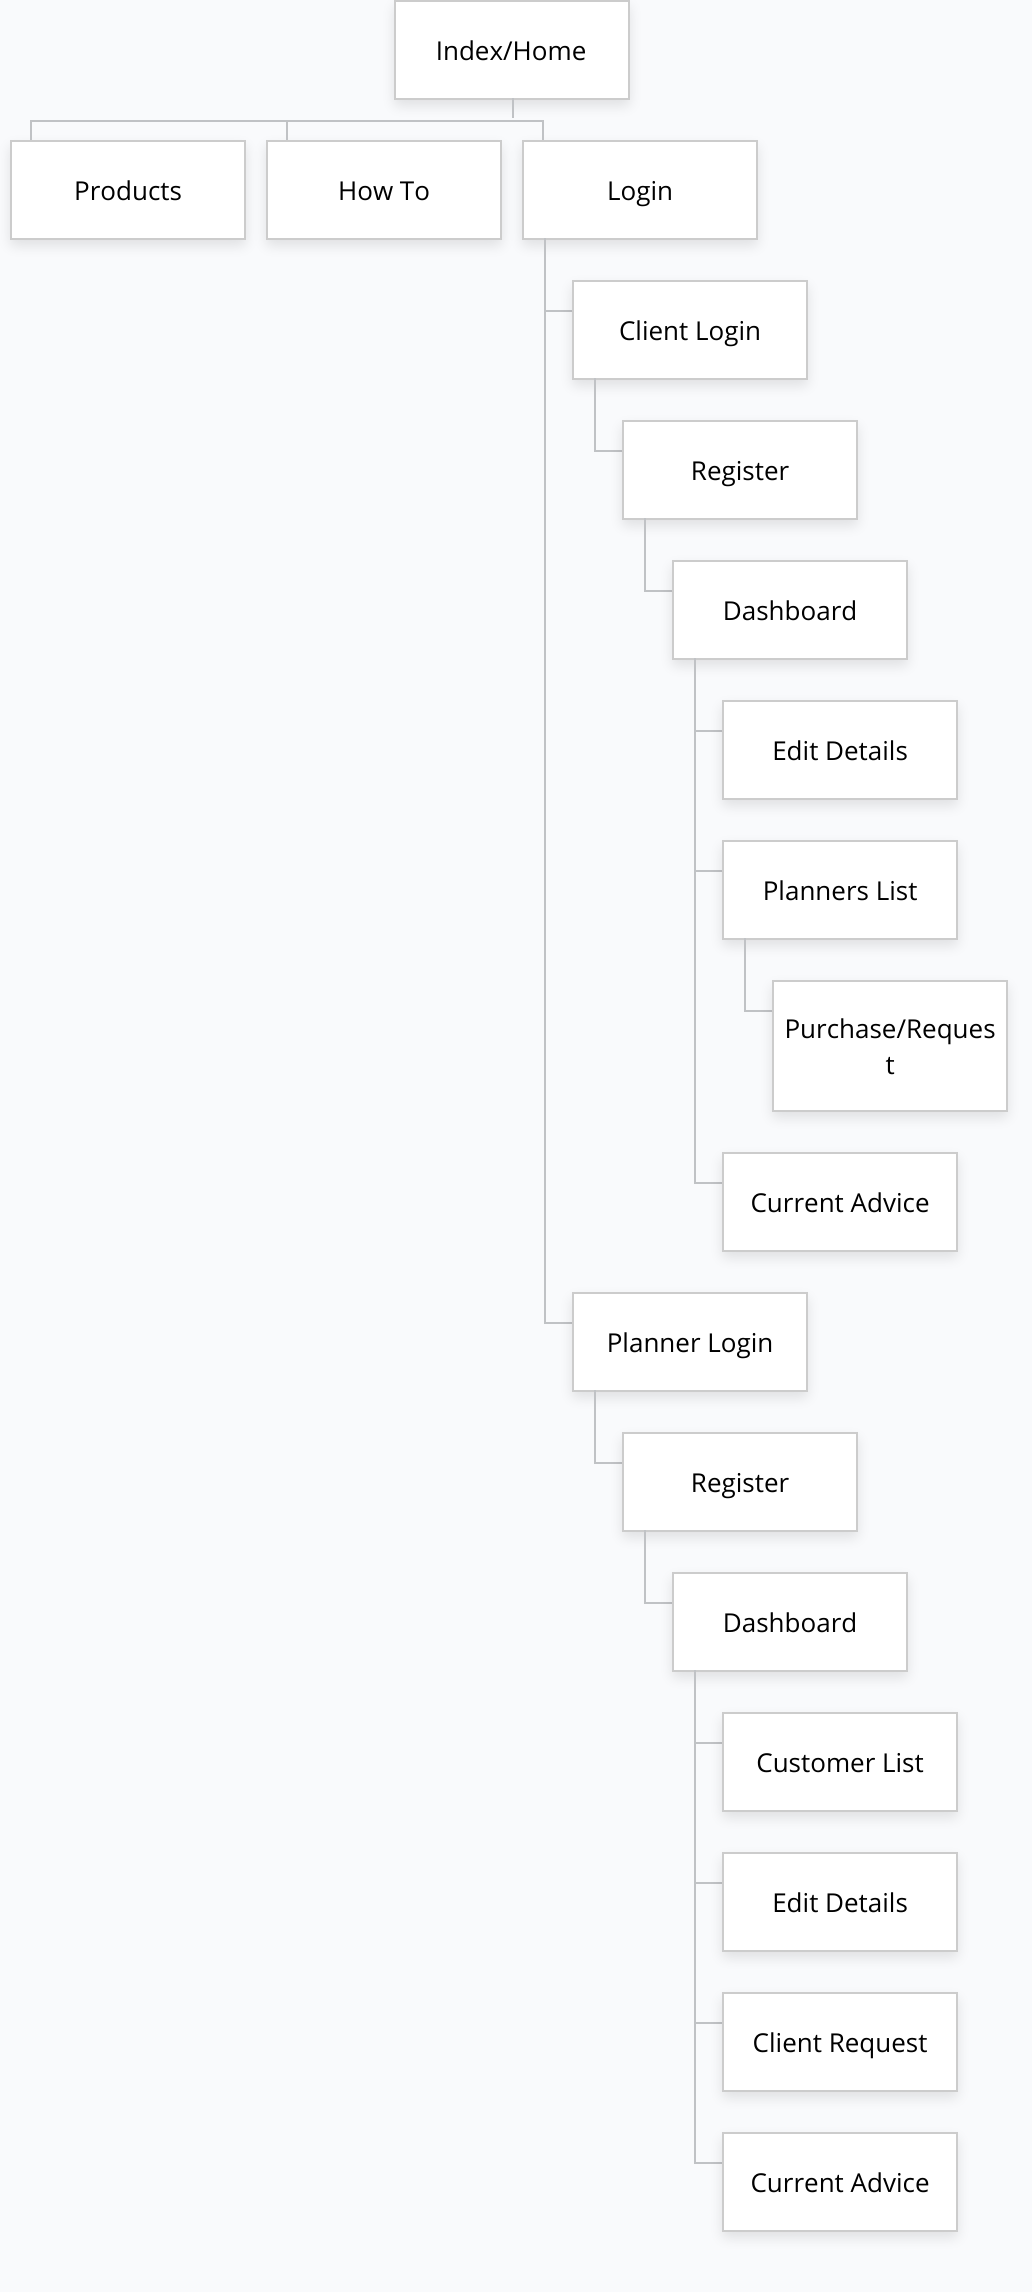 Index/Home
Products
How To
Login
Client Login
Register
Dashboard
Edit Details
Planners List
Purchase/Reques
t
Current Advice
Planner Login
Register
Dashboard
Customer List
Edit Details
Client Request
Current Advice